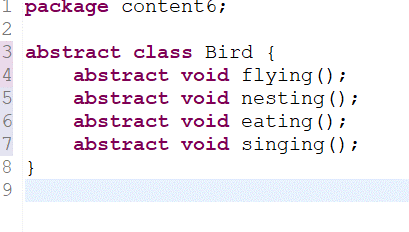 1 package content6;
2
3 abstract class Bird {
4     abstract void flying();
5     abstract void nesting();
6     abstract void eating();
7     abstract void singing();
8 }
9